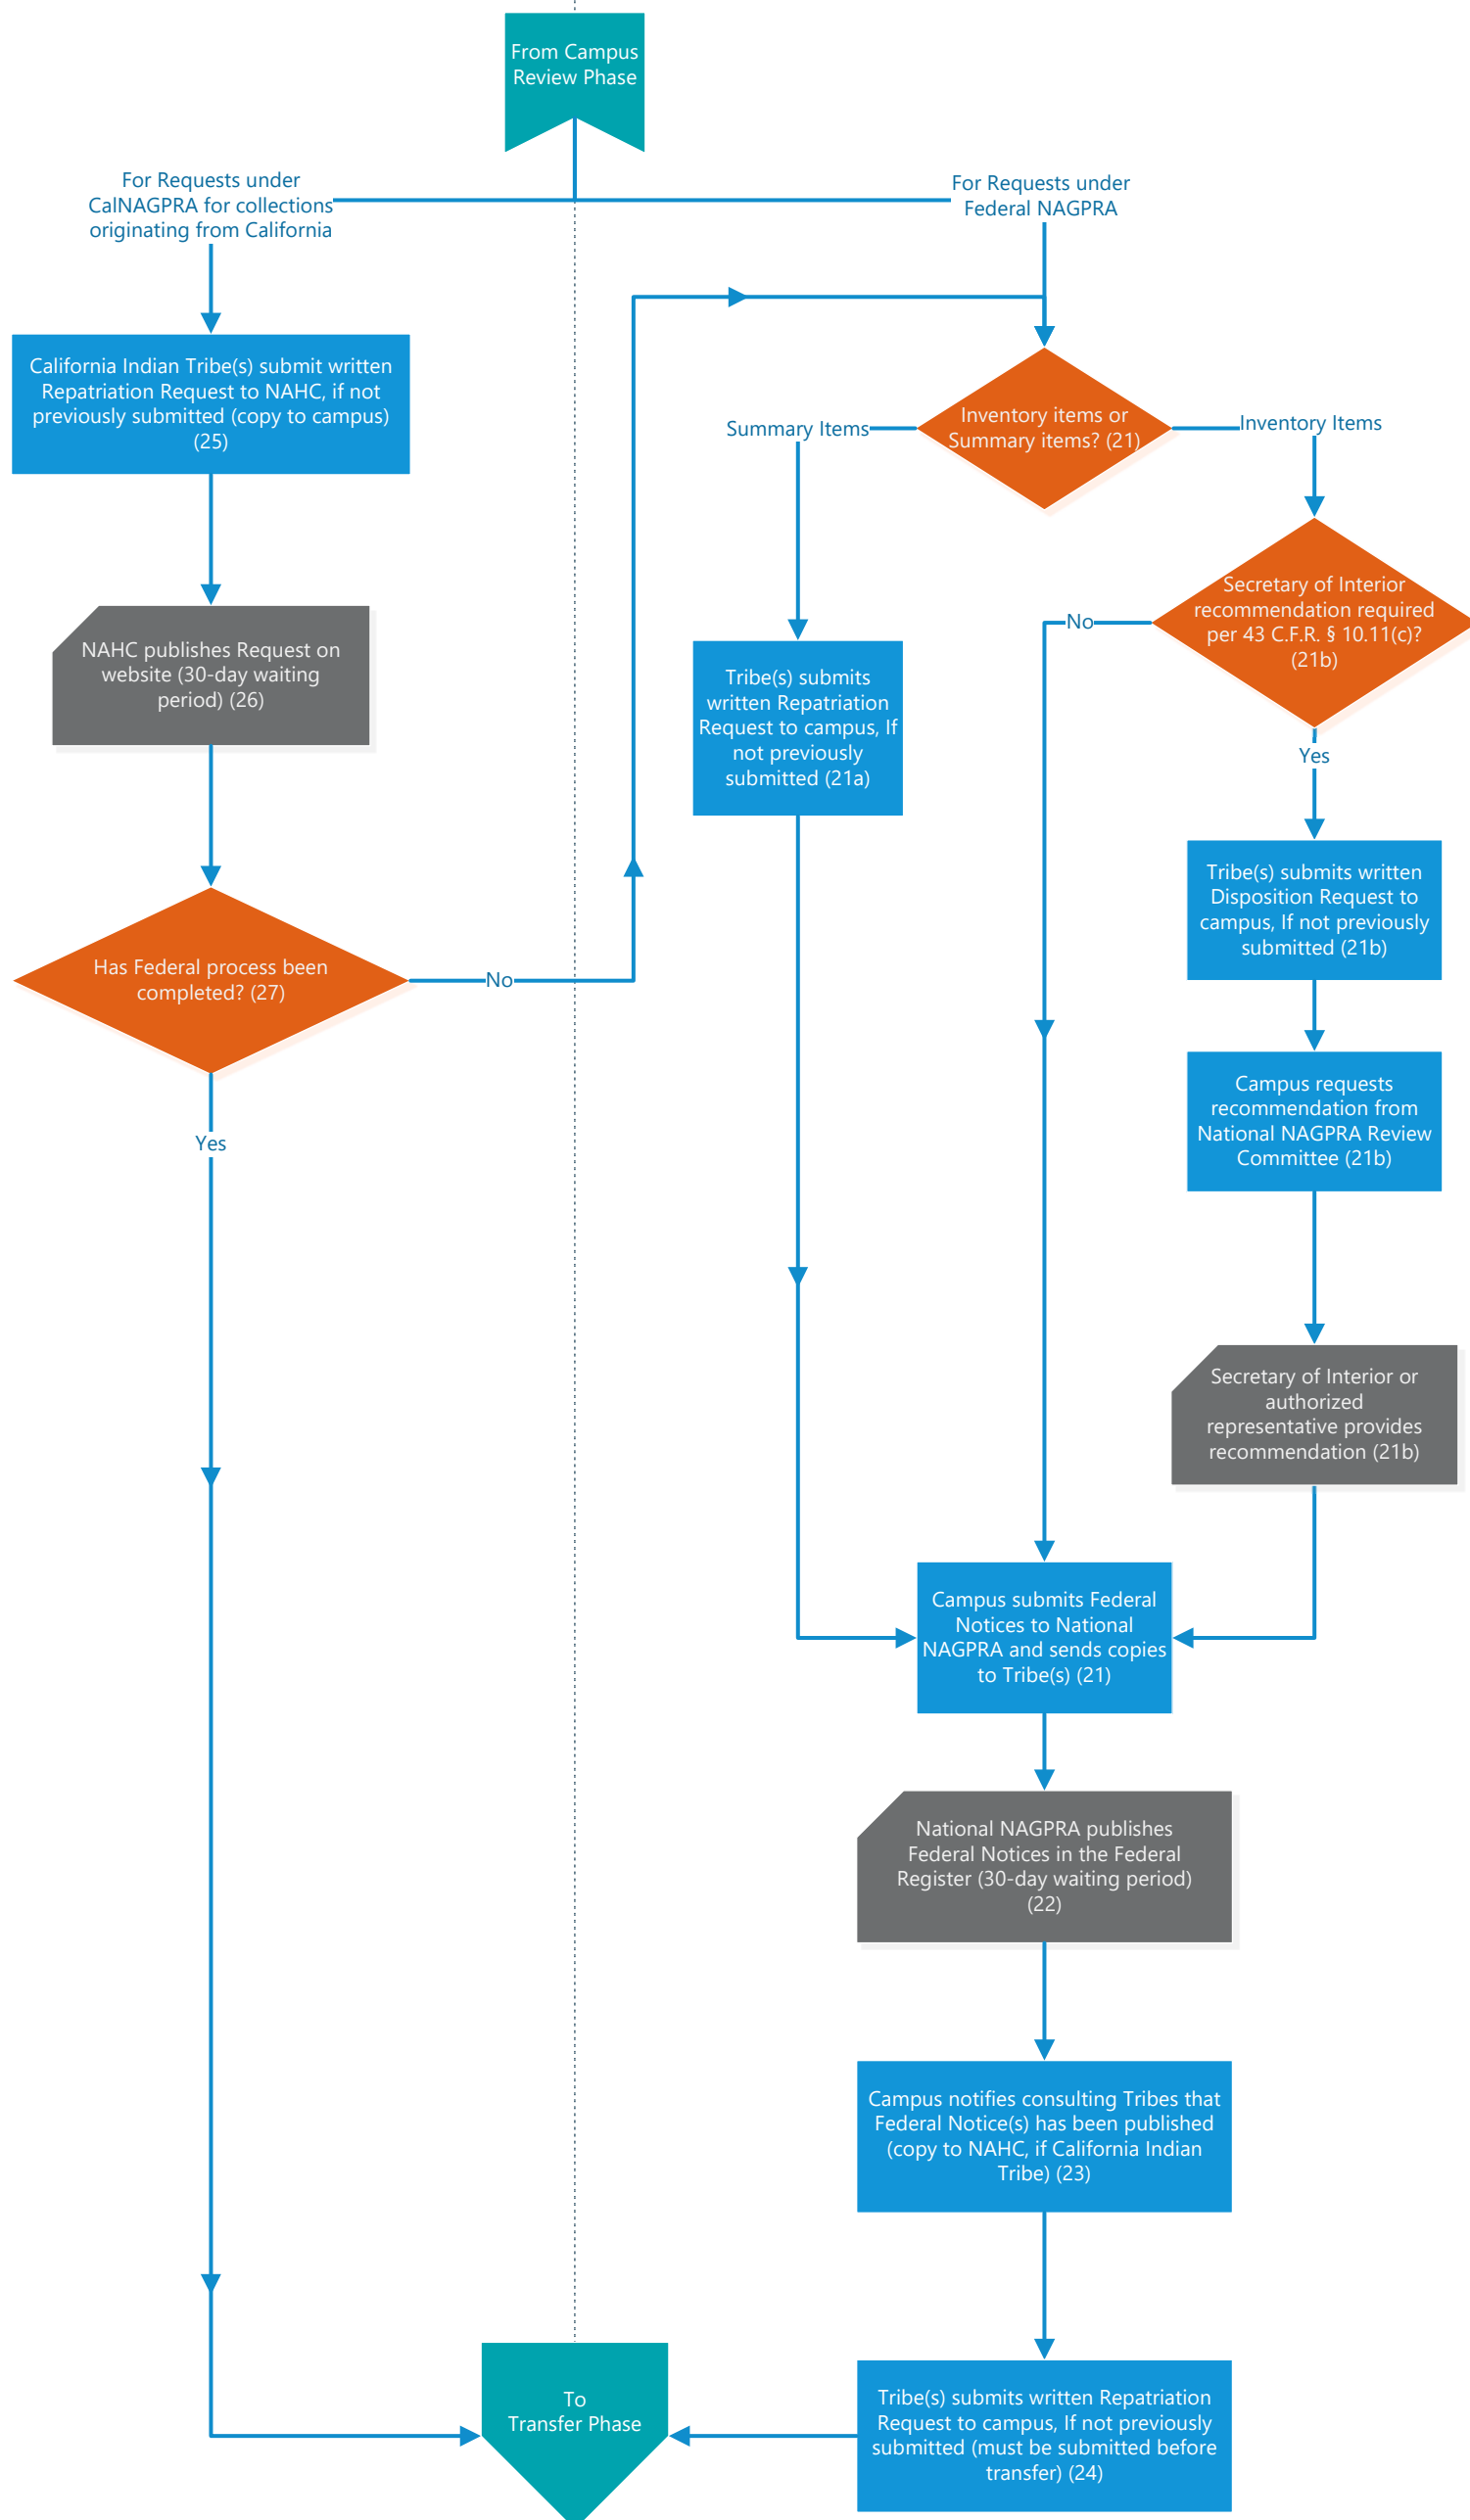 From Campus
Review Phase
For Requests under
CalNAGPRA for collections
originating from California
For Requests under
Federal NAGPRA
California Indian Tribe(s) submit written
Repatriation Request to NAHC, if not
previously submitted (copy to campus)
(25)
Summary Items
Inventory items or
Summary items? (21)
Inventory Items
NAHC publishes Request on
website (30-day waiting
period) (26)
Secretary of Interior
recommendation required
per 43 C.F.R. § 10.11(c)?
(21b)
No
Yes
Tribe(s) submits
written Repatriation
Request to campus, If
not previously
submitted (21a)
Tribe(s) submits written
Disposition Request to
campus, If not previously
submitted (21b)
Has Federal process been
completed? (27)
No
Yes
Campus requests
recommendation from
National NAGPRA Review
Committee (21b)
Secretary of Interior or
authorized
representative provides
recommendation (21b)
Campus submits Federal
Notices to National
NAGPRA and sends copies
to Tribe(s) (21)
National NAGPRA publishes
Federal Notices in the Federal
Register (30-day waiting period)
(22)
Campus notifies consulting Tribes that
Federal Notice(s) has been published
(copy to NAHC, if California Indian
Tribe) (23)
To
Transfer Phase
Tribe(s) submits written Repatriation
Request to campus, If not previously
submitted (must be submitted before
transfer) (24)